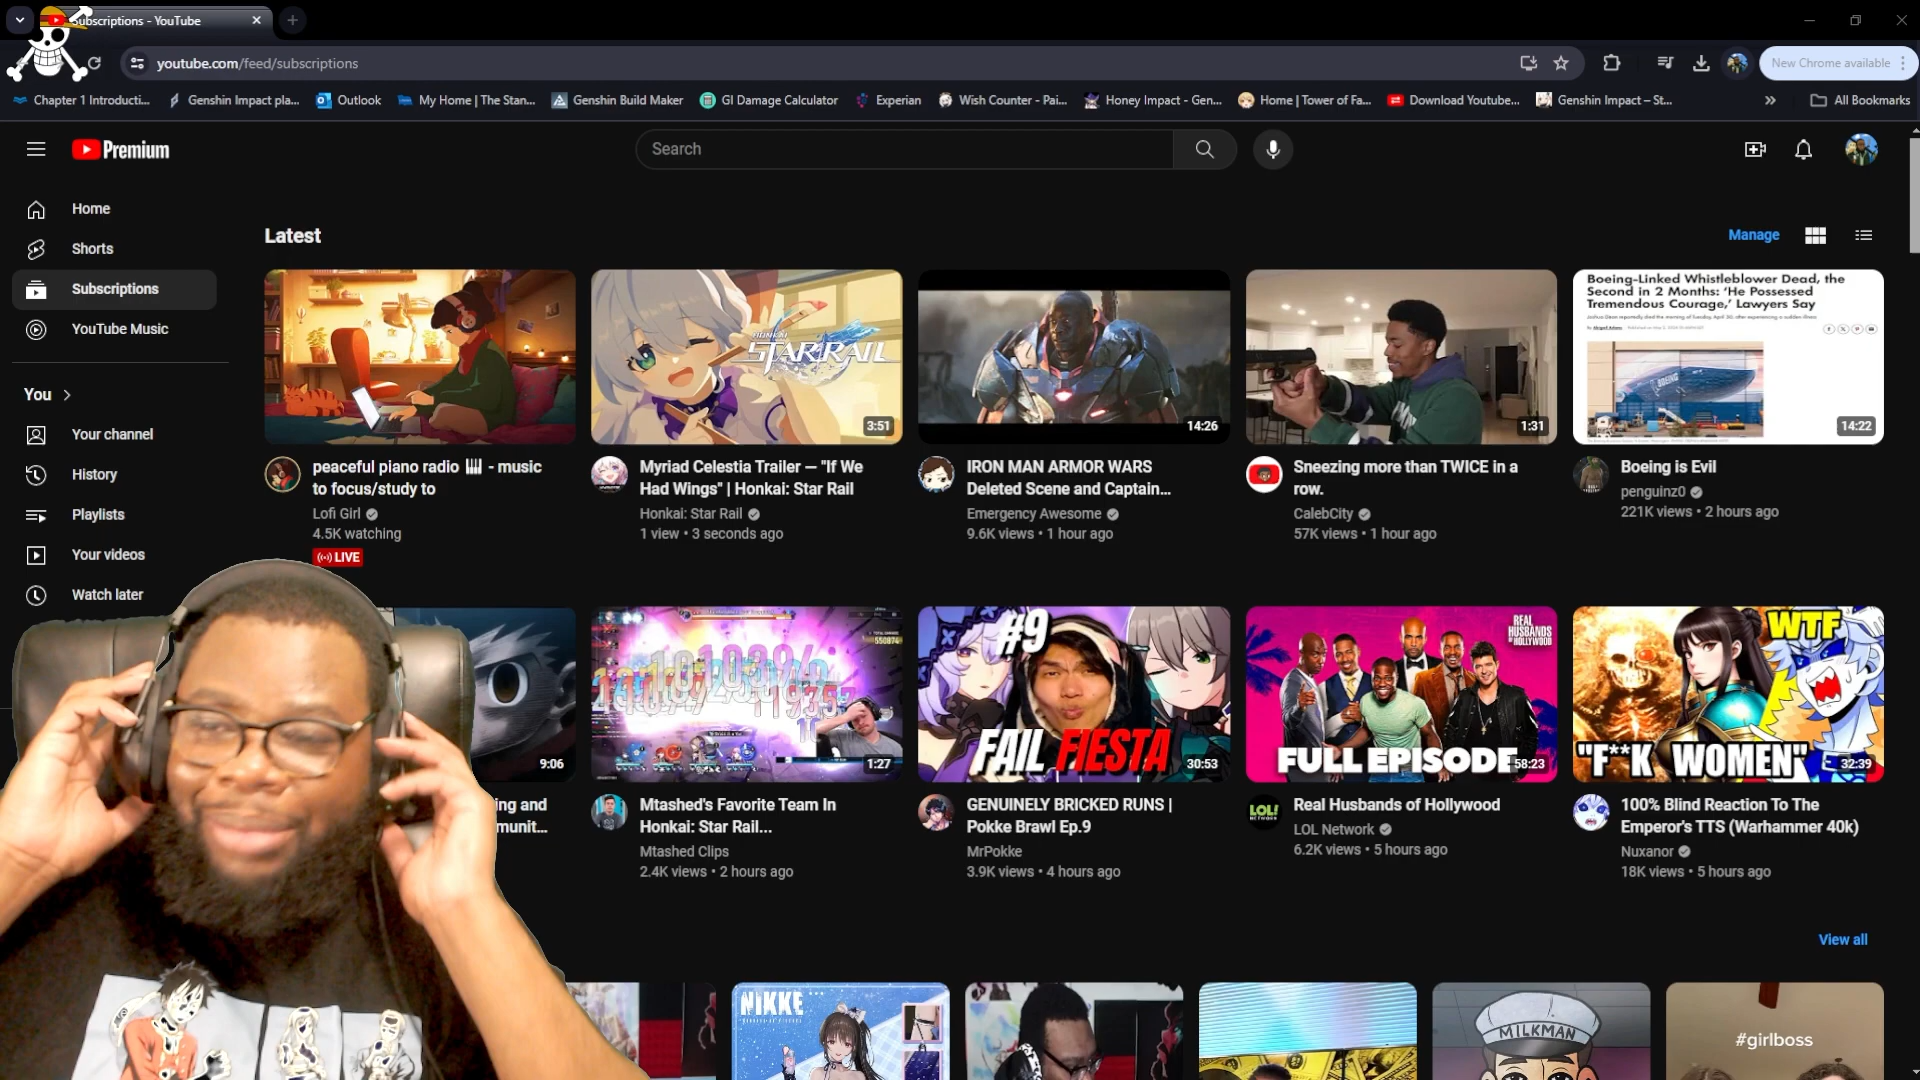 Subscriptions - YouTube
youtube.com/feed/subscriptions
New Chrome available
Chapter 1 Introducti...
Genshin Impact pla...
Outlook
My Home | The Stan...
Genshin Build Maker
GI Damage Calculator
Experian
Wish Counter - Pai...
Honey Impact - Gen...
Home | Tower of Fa...
Download Youtube...
Genshin Impact – St...
All Bookmarks
Premium
Search
Home
Shorts
Subscriptions
YouTube Music
You
Your channel
History
Playlists
Your videos
Watch later
Latest
Manage
HONKAI
STAR RAIL
3:51
14:26
1:31
Boeing-Linked Whistleblower Dead, the
Second in 2 Months: ‘He Possessed
Tremendous Courage,’ Lawyers Say
BOEING
14:22
peaceful piano radio - music
to focus/study to
Lofi Girl
4.5K watching
LIVE
Myriad Celestia Trailer — "If We
Had Wings" | Honkai: Star Rail
Honkai: Star Rail
1 view • 3 seconds ago
IRON MAN ARMOR WARS
Deleted Scene and Captain...
Emergency Awesome
9.6K views • 1 hour ago
Sneezing more than TWICE in a
row.
CalebCity
57K views • 1 hour ago
Boeing is Evil
penguinz0
221K views • 2 hours ago
9:06
1:27
#9
FAIL FIESTA
30:53
REAL
HUSBANDS
OF HOLLYWOOD
FULL EPISODE
58:23
WTF
"F**K WOMEN"
32:39
ing and
munit...
Mtashed's Favorite Team In
Honkai: Star Rail...
Mtashed Clips
2.4K views • 2 hours ago
GENUINELY BRICKED RUNS |
Pokke Brawl Ep.9
MrPokke
3.9K views • 4 hours ago
LOL!
NETWORK
Real Husbands of Hollywood
LOL Network
6.2K views • 5 hours ago
100% Blind Reaction To The
Emperor's TTS (Warhammer 40k)
Nuxanor
18K views • 5 hours ago
View all
NIKKE
MILKMAN
#girlboss